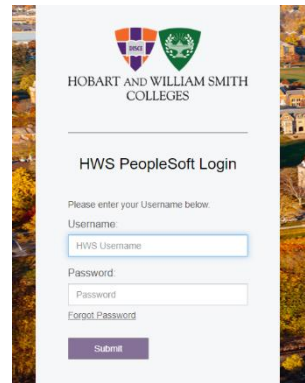 HOBART AND WILLIAM SMITH
COLLEGES
HWS PeopleSoft Login
Please enter your Username below.
Username:
HWS Username
Password:
Password
Forgot Password
Submit